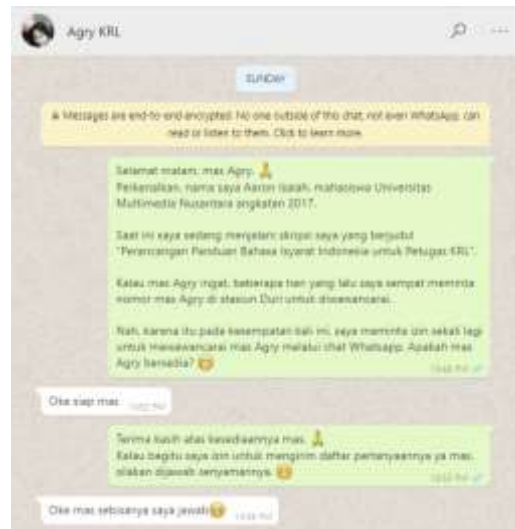 Agry KRL
SUNDAY
Messages are end-to-end encrypted. No one outside of this chat, not even WhatsApp, can
read or listen to them. Click to learn more.
Selamat malam, mas Agry. 🙏
Perkenalkan, nama saya Aaron Isaiah, mahasiswa Universitas
Multimedia Nusantara angkatan 2017.
Saat ini saya sedang menjalani skripsi saya yang berjudul
"Perancangan Panduan Bahasa Isyarat Indonesia untuk Petugas KRL".
Kalau mas Agry ingat, beberapa hari yang lalu saya sempat meminta
nomor mas Agry di stasiun Duri untuk diwawancarai.
Nah, karena itu pada kesempatan kali ini, saya meminta izin sekali lagi
untuk mewawancarai mas Agry melalui chat Whatsapp. Apakah mas
Agry bersedia?
Oke siap mas
Terima kasih atas kesediaannya mas. 🙏
Kalau begitu saya izin untuk mengirim daftar pertanyaannya ya mas,
silakan dijawab senyamannya.
Oke mas sebisanya saya jawab